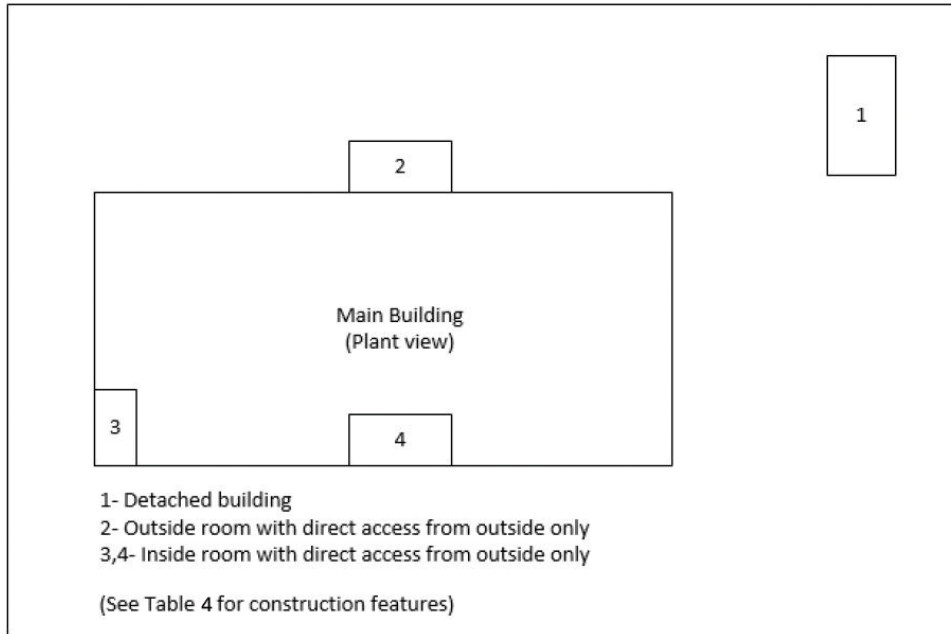 1
2
Main Building
(Plant view)
3
4
1- Detached building
2- Outside room with direct access from outside only
3,4- Inside room with direct access from outside only
(See Table 4 for construction features)